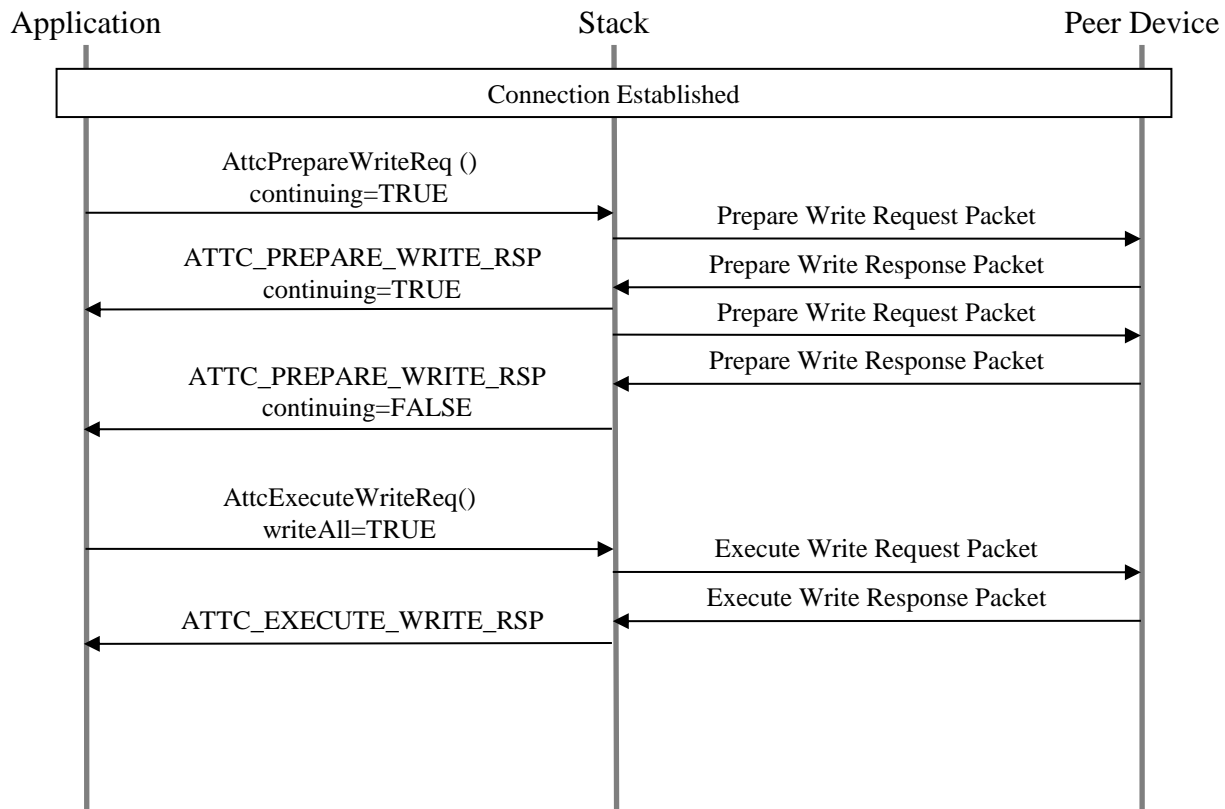 Application
Stack
Peer Device
Connection Established
AttcPrepareWriteReq ()
continuing=TRUE
Prepare Write Request Packet
ATTC_PREPARE_WRITE_RSP
continuing=TRUE
Prepare Write Response Packet
Prepare Write Request Packet
Prepare Write Response Packet
ATTC_PREPARE_WRITE_RSP
continuing=FALSE
AttcExecuteWriteReq()
writeAll=TRUE
Execute Write Request Packet
Execute Write Response Packet
ATTC_EXECUTE_WRITE_RSP